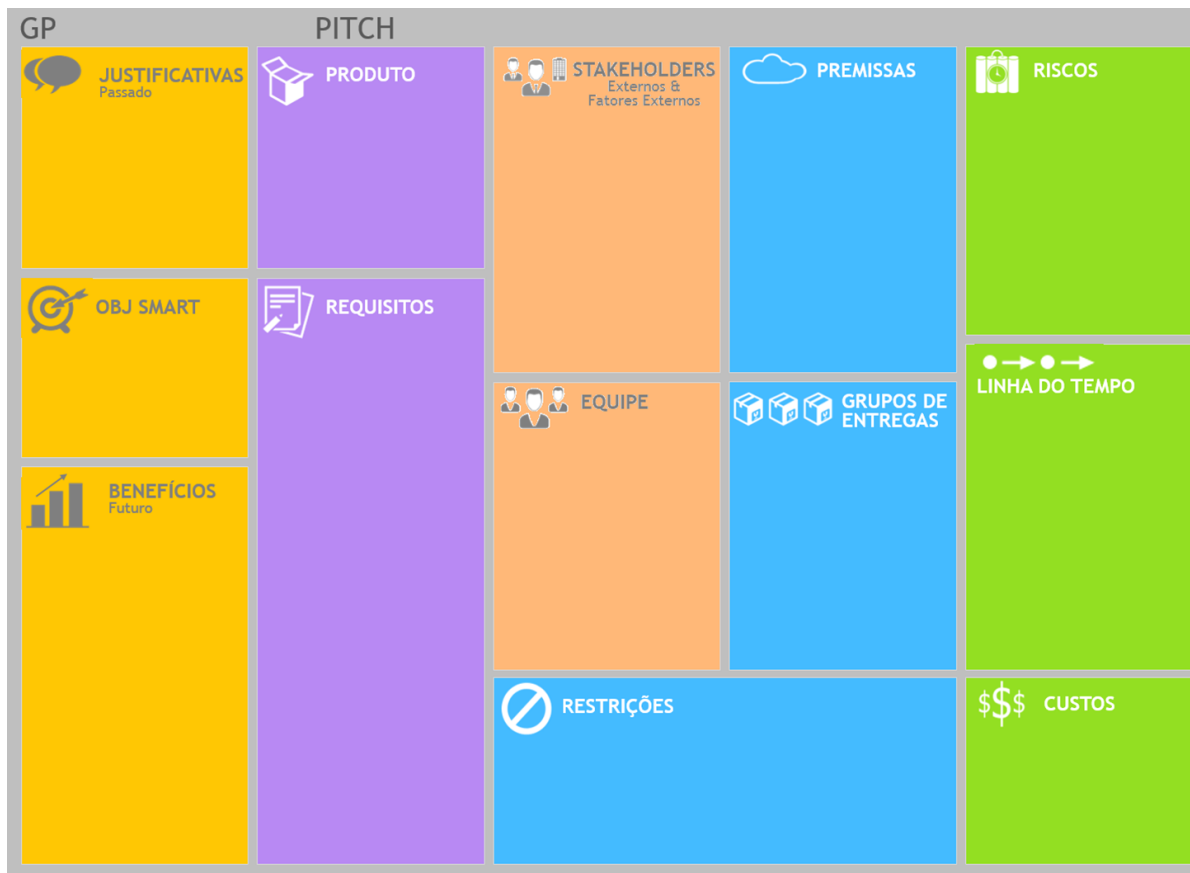 GP
PITCH
JUSTIFICATIVAS
Passado
PRODUTO
STAKEHOLDERS
Externos &
Fatores Externos
PREMISSAS
RISCOS
OBJ SMART
REQUISITOS
LINHA DO TEMPO
EQUIPE
GRUPOS DE
ENTREGAS
BENEFÍCIOS
Futuro
RESTRIÇÕES
$$$ CUSTOS